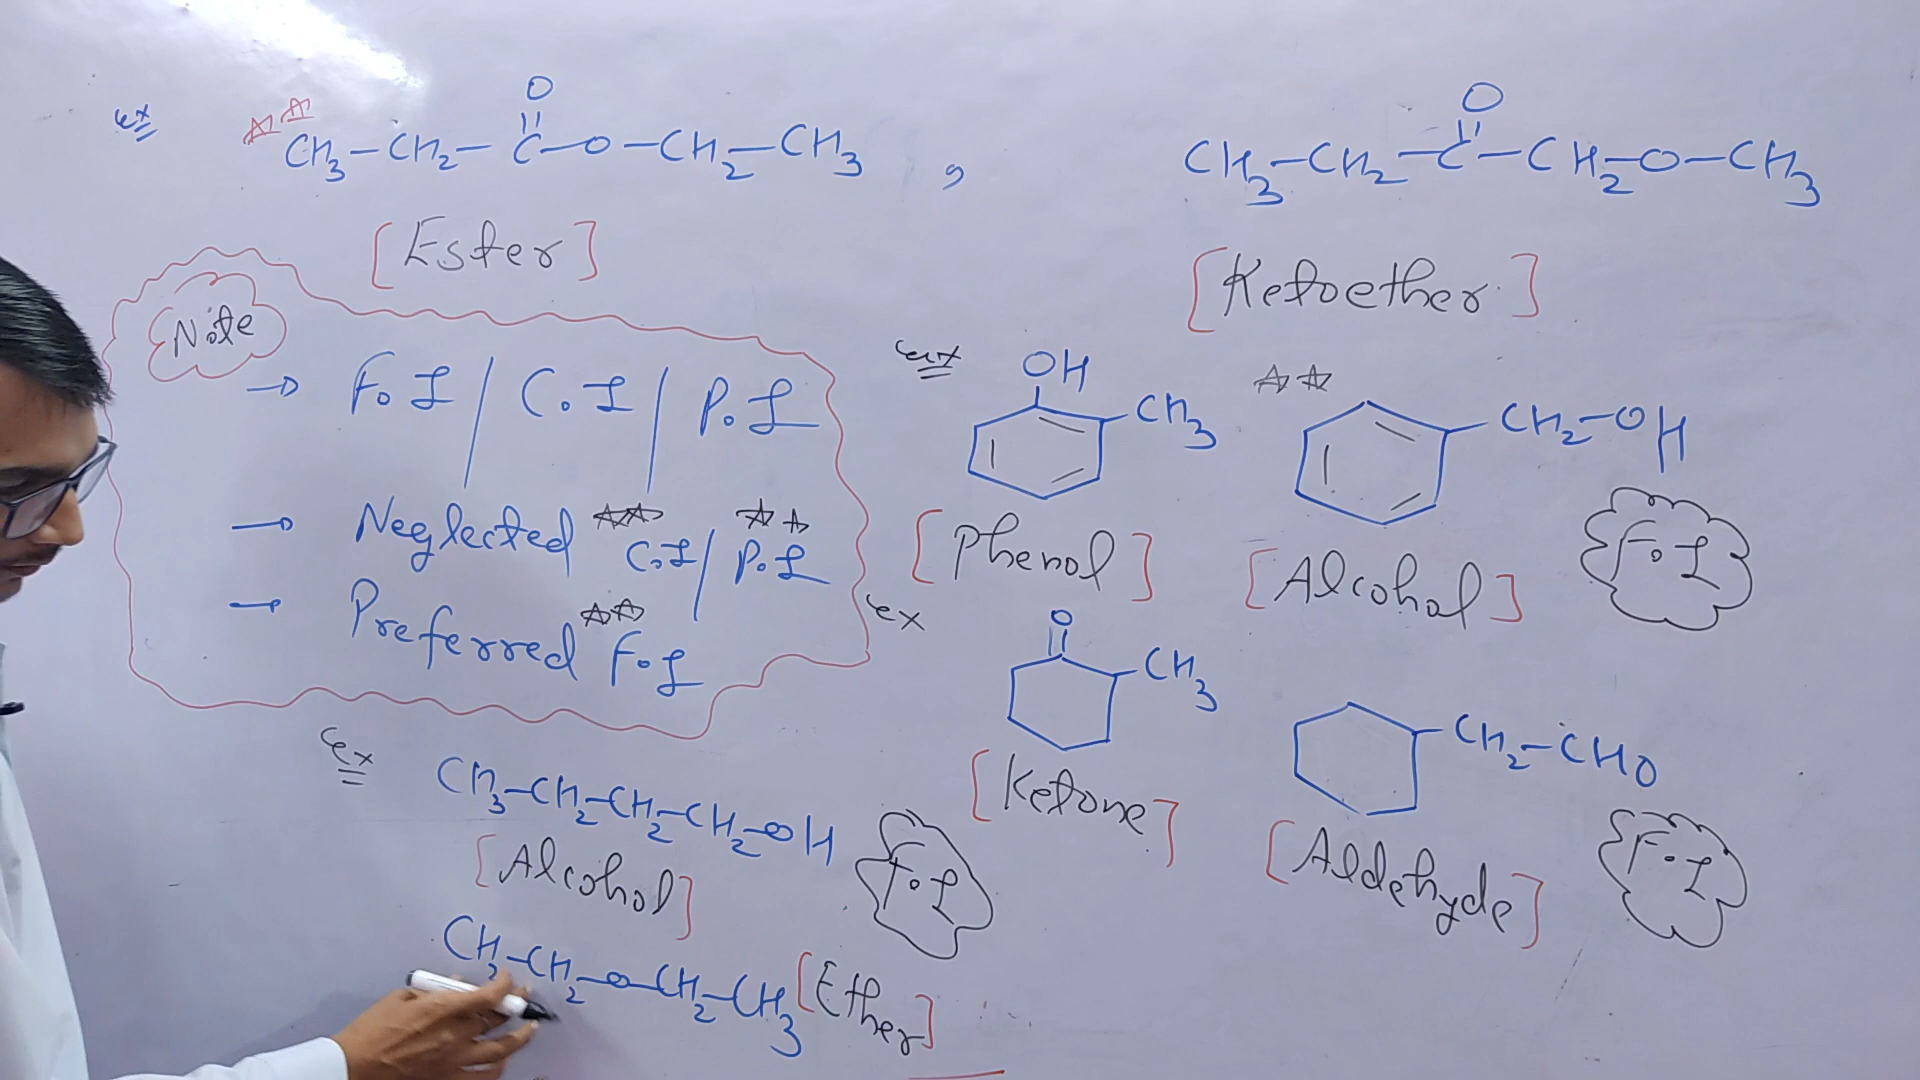 ex
O
CH3-CH2-C-O-CH2-CH3 ,
[Ester]
O
CH3-CH2-C-CH2-O-CH3
[Ketoether]
Note
→ F.I / C.I / P.I
→ Neglected C.I / P.I
→ Preferred F.I
ex
OH
CH3
[Phenol]
CH2-OH
[Alcohol]
F.I
ex
O
CH3
[Ketone]
CH2-CHO
[Aldehyde]
F.I
ex
CH3-CH2-CH2-CH2-OH
[Alcohol]
F.I
CH2-CH2-O-CH2-CH3 [Ether]